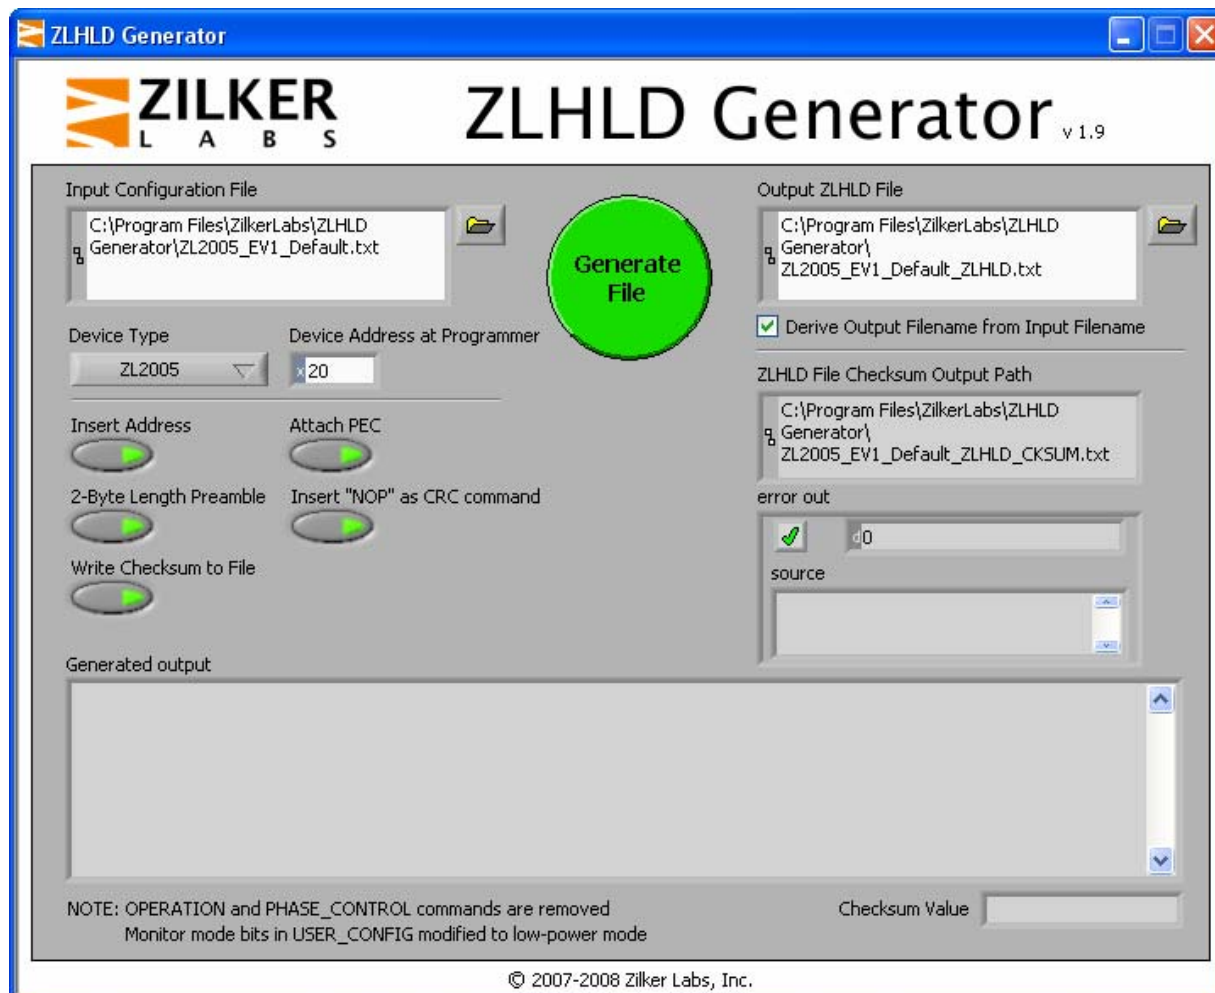 ZLHLD Generator
ZILKER
LABS
ZLHLD Generator v 1.9
Input Configuration File
C:\Program Files\ZilkerLabs\ZLHLD
Generator\ZL2005_EV1_Default.txt
Generate
File
Output ZLHLD File
C:\Program Files\ZilkerLabs\ZLHLD
Generator\
ZL2005_EV1_Default_ZLHLD.txt
Derive Output Filename from Input Filename
Device Type
ZL2005
Device Address at Programmer
x20
ZLHLD File Checksum Output Path
C:\Program Files\ZilkerLabs\ZLHLD
Generator\
ZL2005_EV1_Default_ZLHLD_CKSUM.txt
Insert Address
Attach PEC
2-Byte Length Preamble
Insert "NOP" as CRC command
Write Checksum to File
error out
d0
source
Generated output
NOTE: OPERATION and PHASE_CONTROL commands are removed
Monitor mode bits in USER_CONFIG modified to low-power mode
Checksum Value
© 2007-2008 Zilker Labs, Inc.